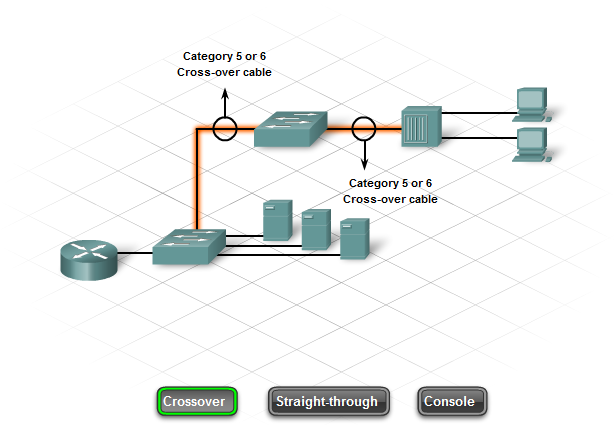 Category 5 or 6
Cross-over cable
Category 5 or 6
Cross-over cable
Crossover
Straight-through
Console